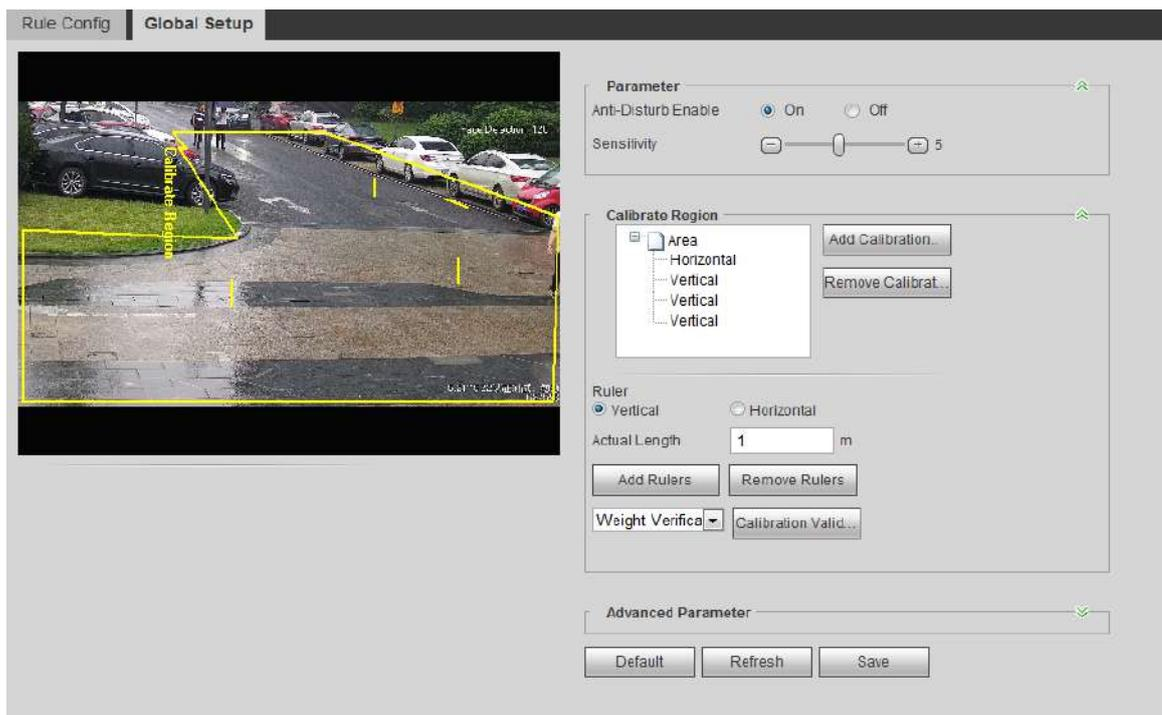 Rule Config Global Setup
Calibrate Region
Parameter
Anti-Disturb Enable On Off
Sensitivity 5
Calibrate Region
Area
Horizontal
Vertical
Vertical
Vertical
Add Calibration..
Remove Calibrat...
Ruler
Vertical Horizontal
Actual Length 1 m
Add Rulers Remove Rulers
Weight Verifica Calibration Valid...
Advanced Parameter
Default Refresh Save